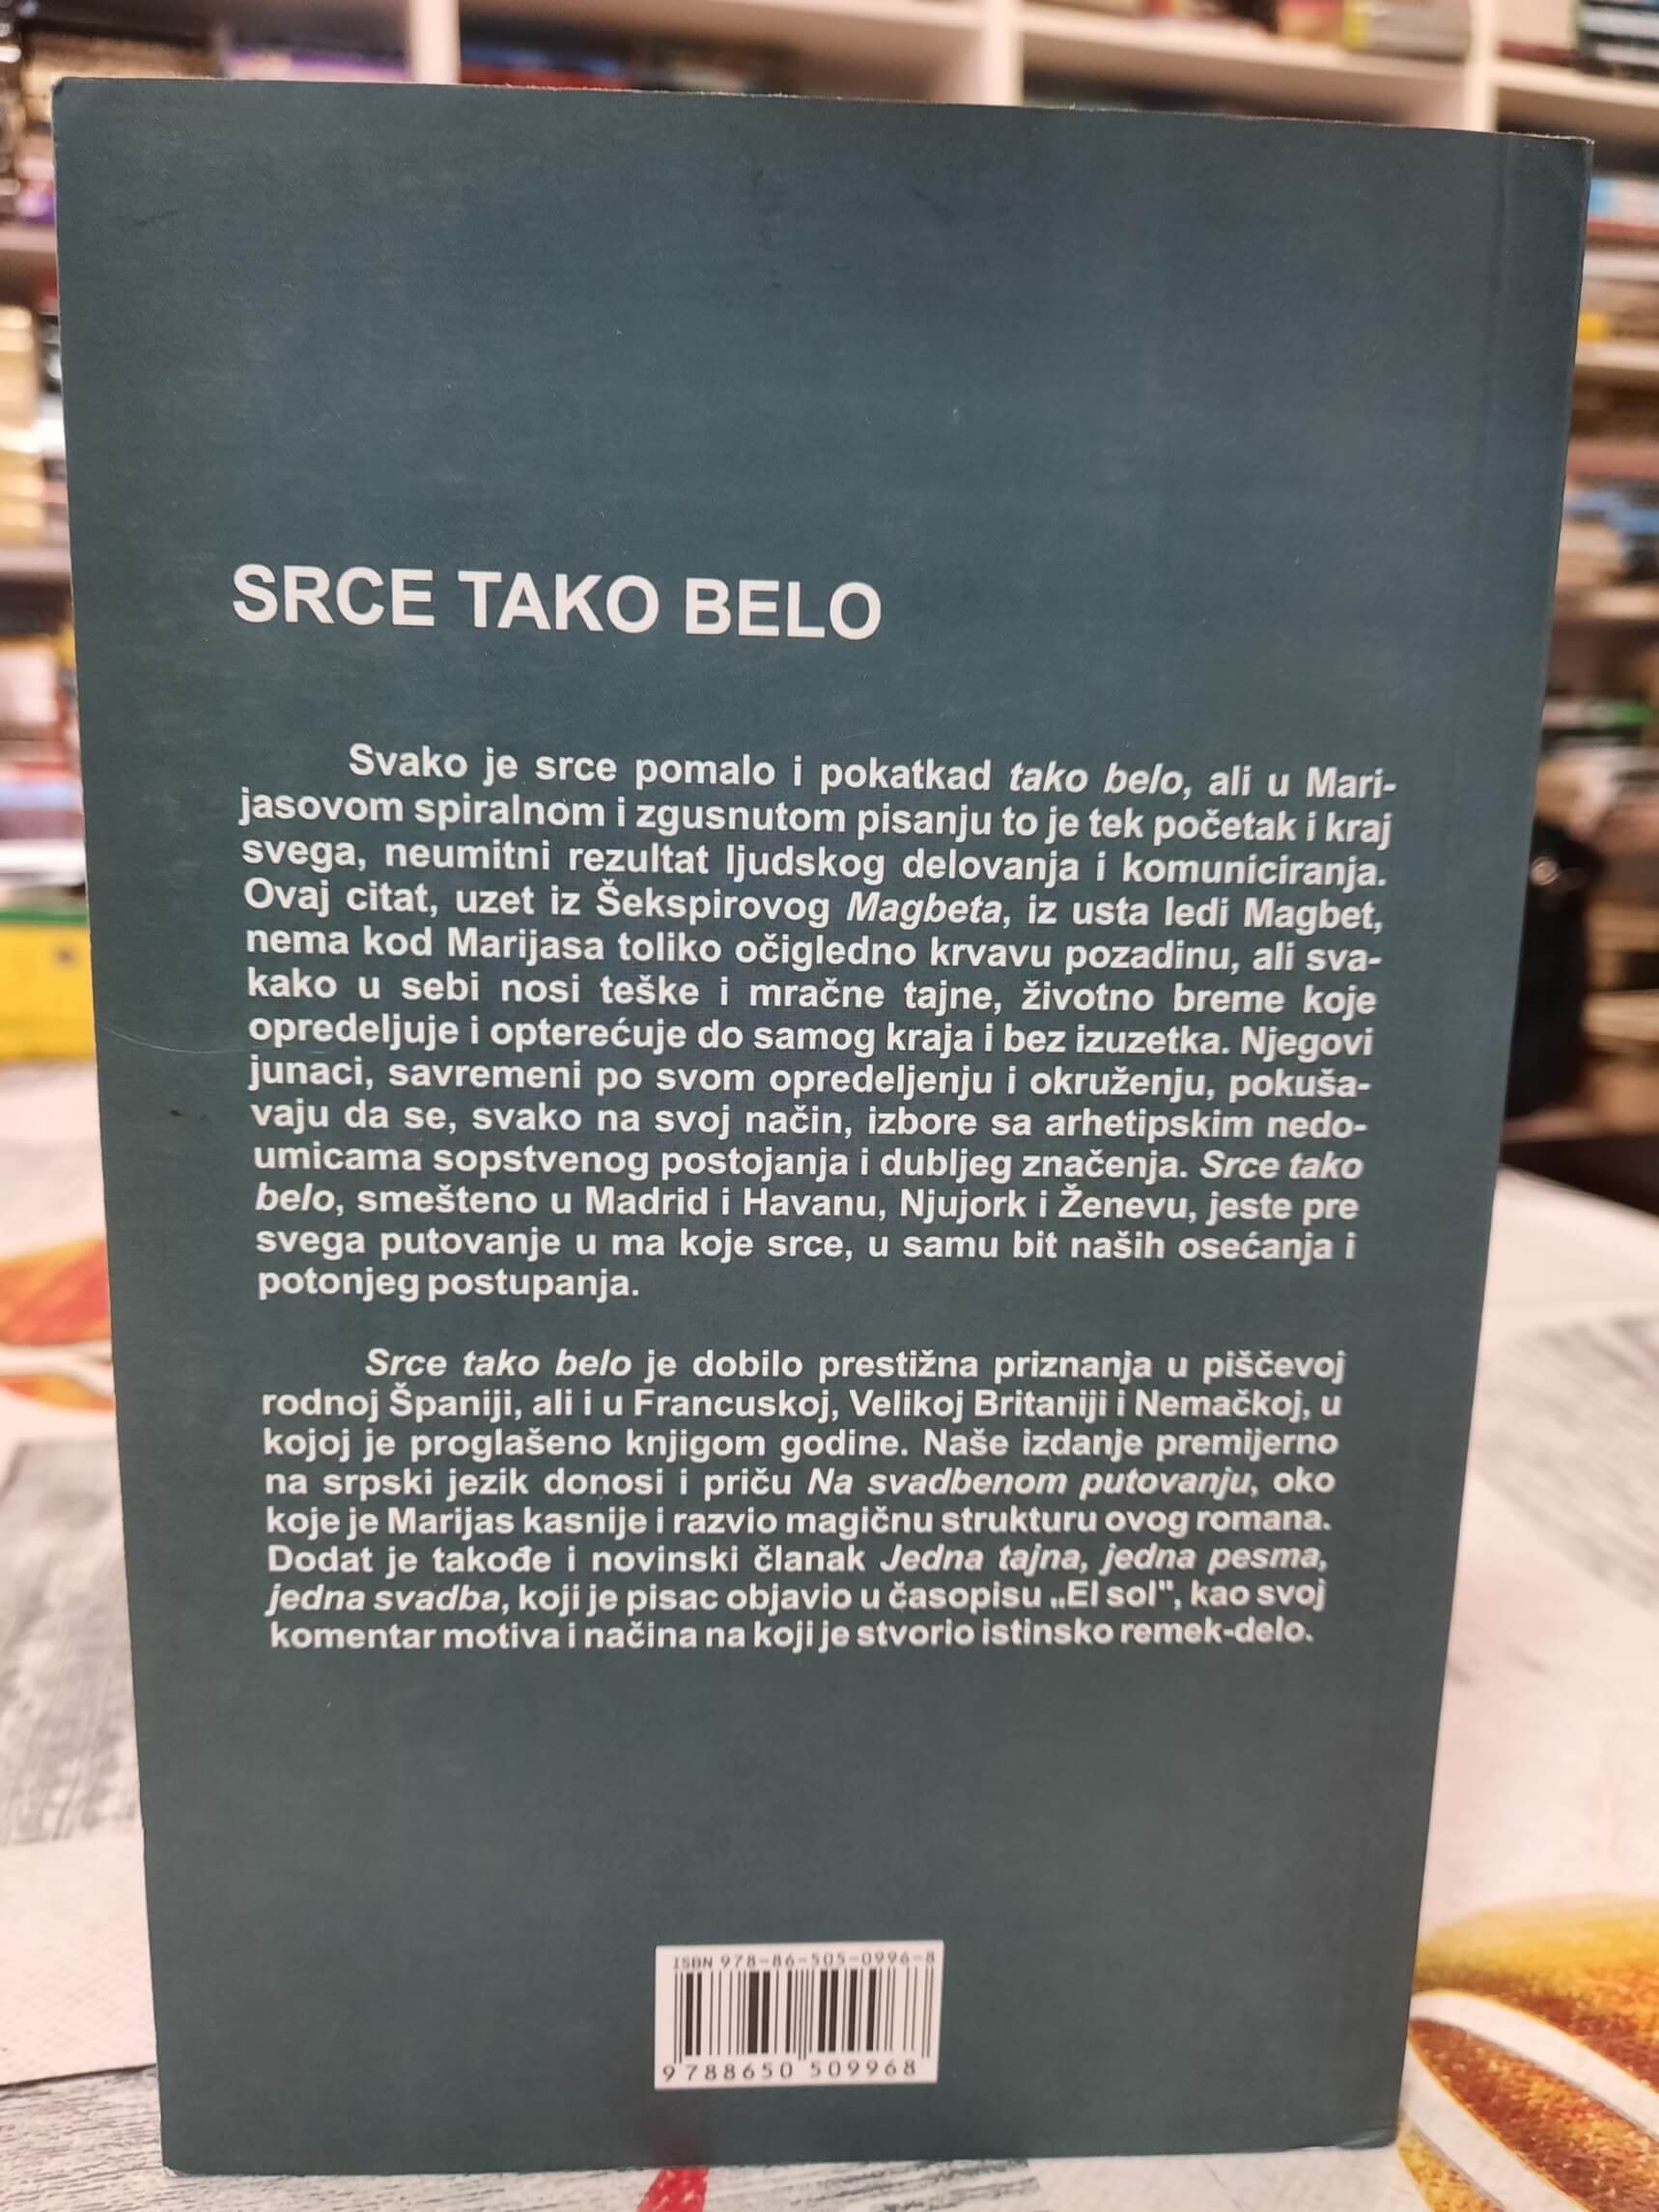 SRCE TAKO BELO
Svako je srce pomalo i pokatkad tako belo, ali u Mari-
jasovom spiralnom i zgusnutom pisanju to je tek početak i kraj
svega, neumitni rezultat ljudskog delovanja i komuniciranja.
Ovaj citat, uzet iz Šekspirovog Magbeta, iz usta ledi Magbet,
nema kod Marijasa toliko očigledno krvavu pozadinu, ali sva-
kako u sebi nosi teške i mračne tajne, životno breme koje
opredeljuje i opterećuje do samog kraja i bez izuzetka. Njegovi
junaci, savremeni po svom opredeljenju i okruženju, pokuša-
vaju da se, svako na svoj način, izbore sa arhetipskim nedo-
umicama sopstvenog postojanja i dubljeg značenja. Srce tako
belo, smešteno u Madrid i Havanu, Njujork i Ženevu, jeste pre
svega putovanje u ma koje srce, u samu bit naših osećanja i
potonjeg postupanja.
Srce tako belo je dobilo prestižna priznanja u piščevoj
rodnoj Španiji, ali i u Francuskoj, Velikoj Britaniji i Nemačkoj, u
kojoj je proglašeno knjigom godine. Naše izdanje premijerno
na srpski jezik donosi i priču Na svadbenom putovanju, oko
koje je Marijas kasnije i razvio magičnu strukturu ovog romana.
Dodat je takođe i novinski članak Jedna tajna, jedna pesma,
jedna svadba, koji je pisac objavio u časopisu „El sol", kao svoj
komentar motiva i načina na koji je stvorio istinsko remek-delo.
ISBN 978-86-505-0996-8
9 788650 509968